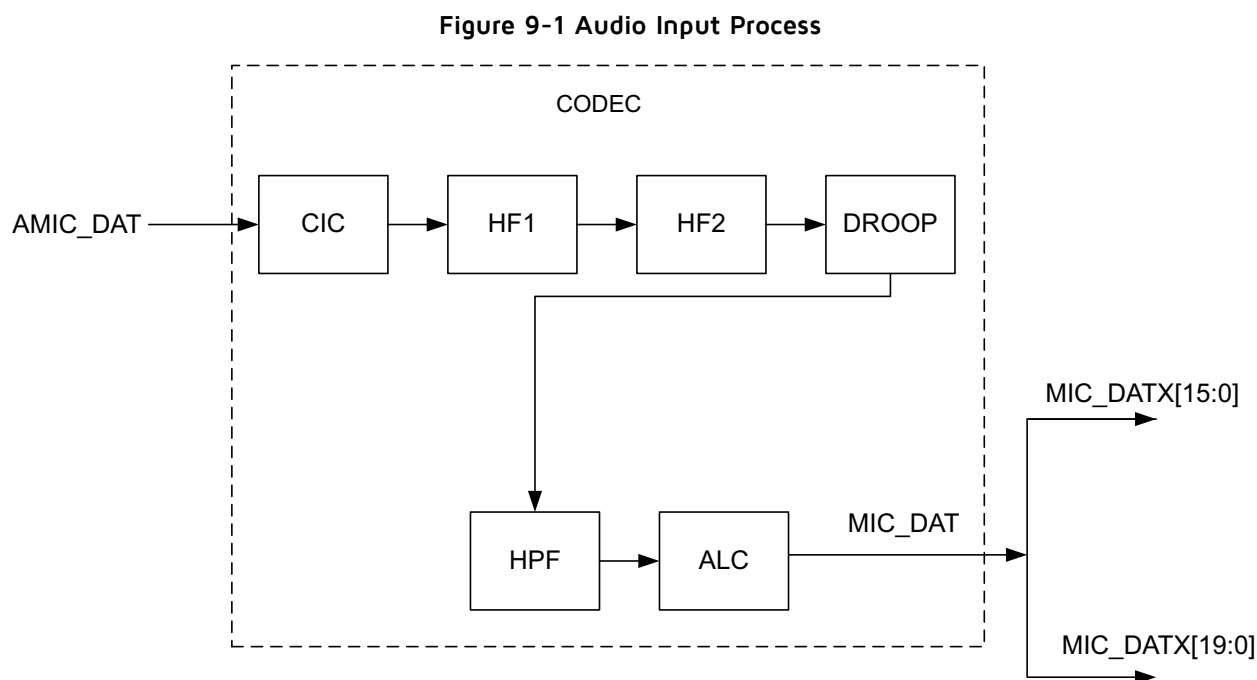 Figure 9-1 Audio Input Process
CODEC
AMIC_DAT
CIC
HF1
HF2
DROOP
MIC_DATX[15:0]
HPF
ALC
MIC_DAT
MIC_DATX[19:0]